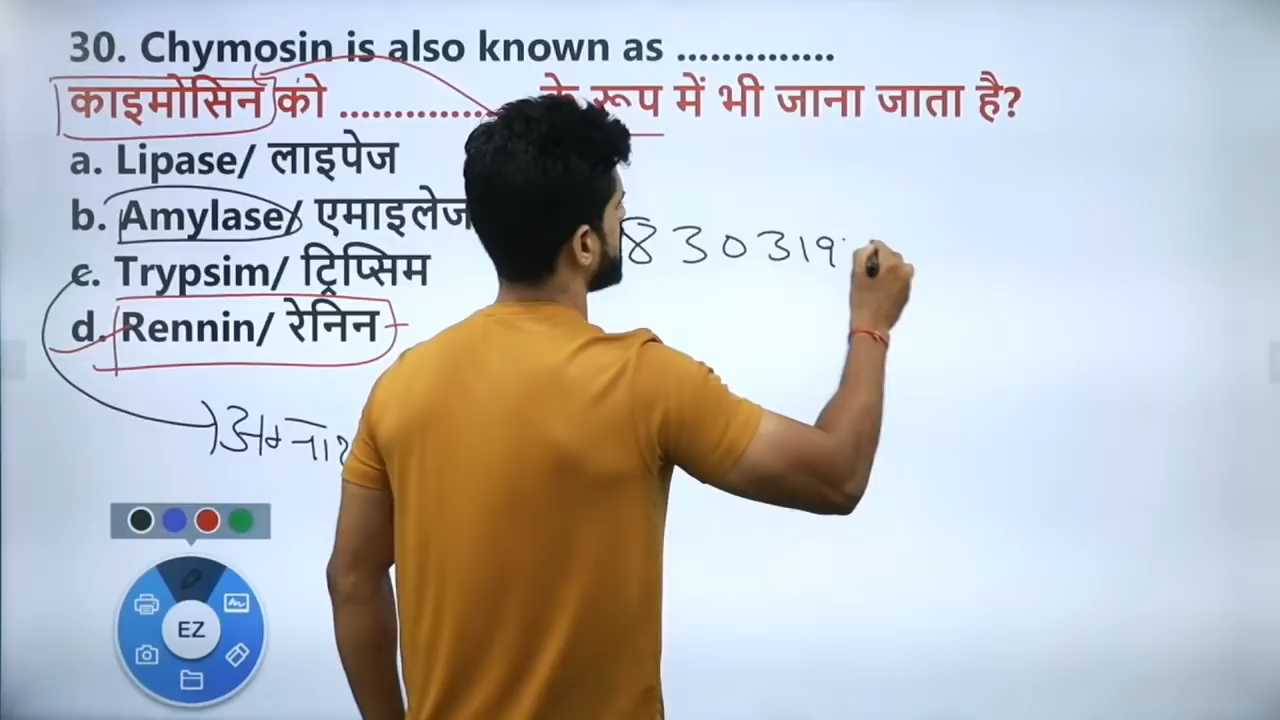 30. Chymosin is also known as ..............
काइमोसिन को .............. के रूप में भी जाना जाता है?
a. Lipase/ लाइपेज
b. Amylase/ एमाइलेज
c. Trypsim/ ट्रिप्सिम
d. Rennin/ रेनिन
830319
EZ